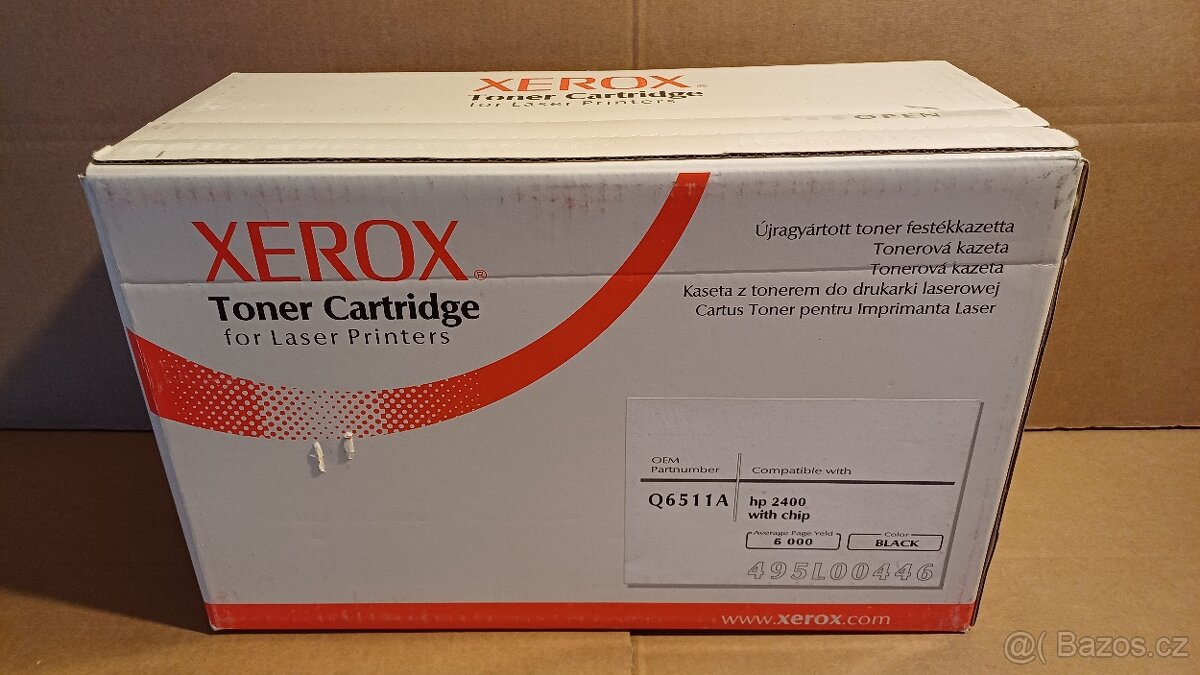 XEROX®
Toner Cartridge
for Laser Printers
OPEN
XEROX®
Toner Cartridge
for Laser Printers
Újragyártott toner festékkazetta
Tonerová kazeta
Tonerová kazeta
Kaseta z tonerem do drukarki laserowej
Cartus Toner pentru Imprimanta Laser
OEM
Partnumber
Compatible with
Q6511A
hp 2400
with chip
Average Page Yeld
6 000
Color
BLACK
495L00446
www.xerox.com
@( Bazos.cz